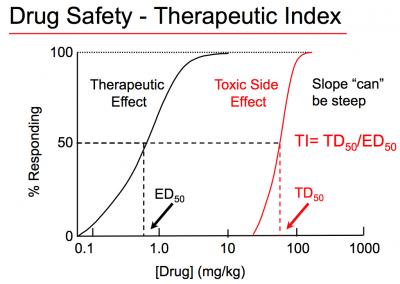 Drug Safety - Therapeutic Index
100
Therapeutic
Effect
Toxic Side
Effect
Slope “can”
be steep
50
TI= TD50/ED50
% Responding
ED50
TD50
0
0.1
1.0
10
100
1000
[Drug] (mg/kg)